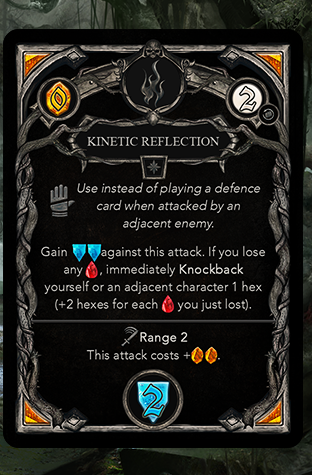 0
2
KINETIC REFLECTION
Use instead of playing a defence
card when attacked by an
adjacent enemy.
Gain against this attack. If you lose
any , immediately Knockback
yourself or an adjacent character 1 hex
(+2 hexes for each you just lost).
Range 2
This attack costs + .
2